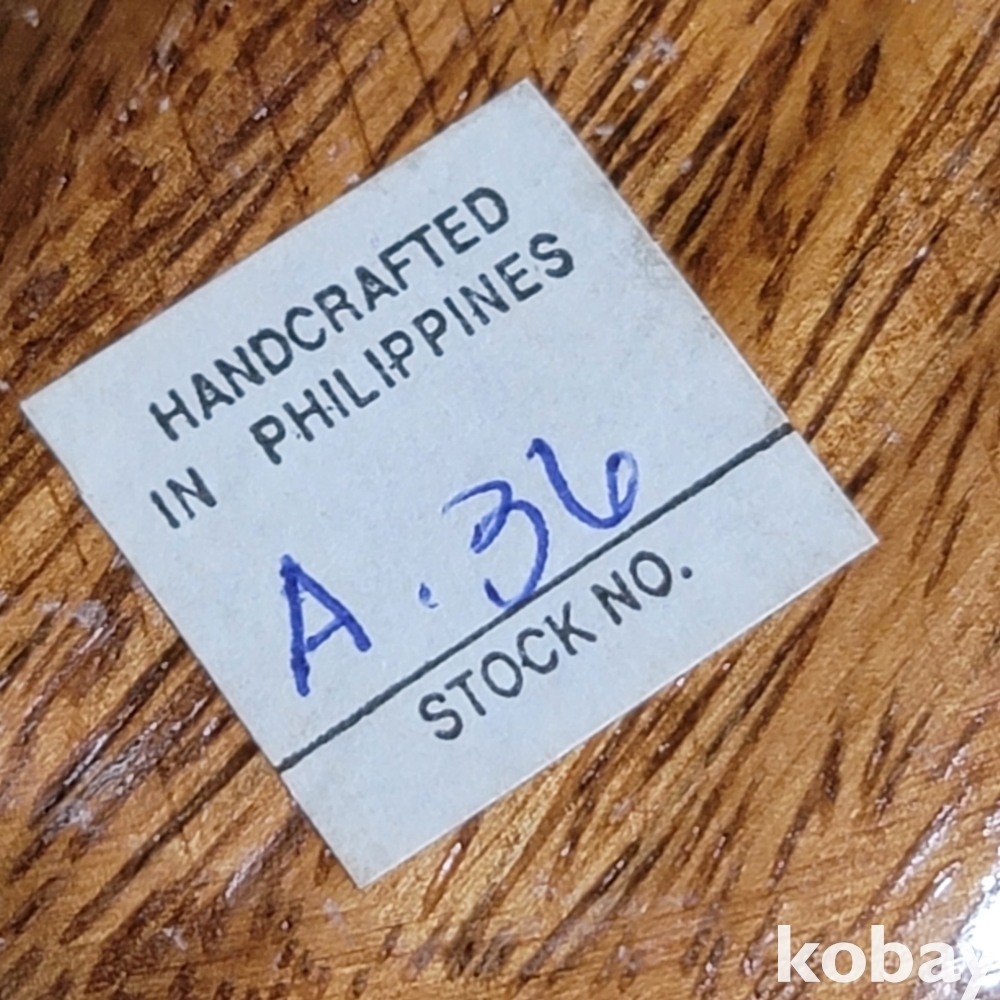 HANDCRAFTED
IN PHILIPPINES
A.36
STOCK NO.
kobay